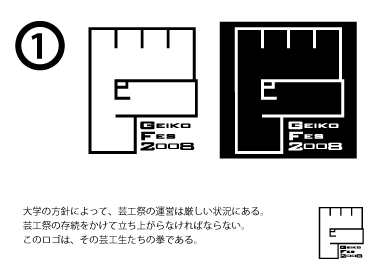 ①
GEIKO
FES
2008
GEIKO
FES
2008
大学の方針によって、芸工祭の運営は厳しい状況にある。
芸工祭の存続をかけて立ち上がらなければならない。
このロゴは、その芸工生たちの拳である。
GEIKO
FES
2008